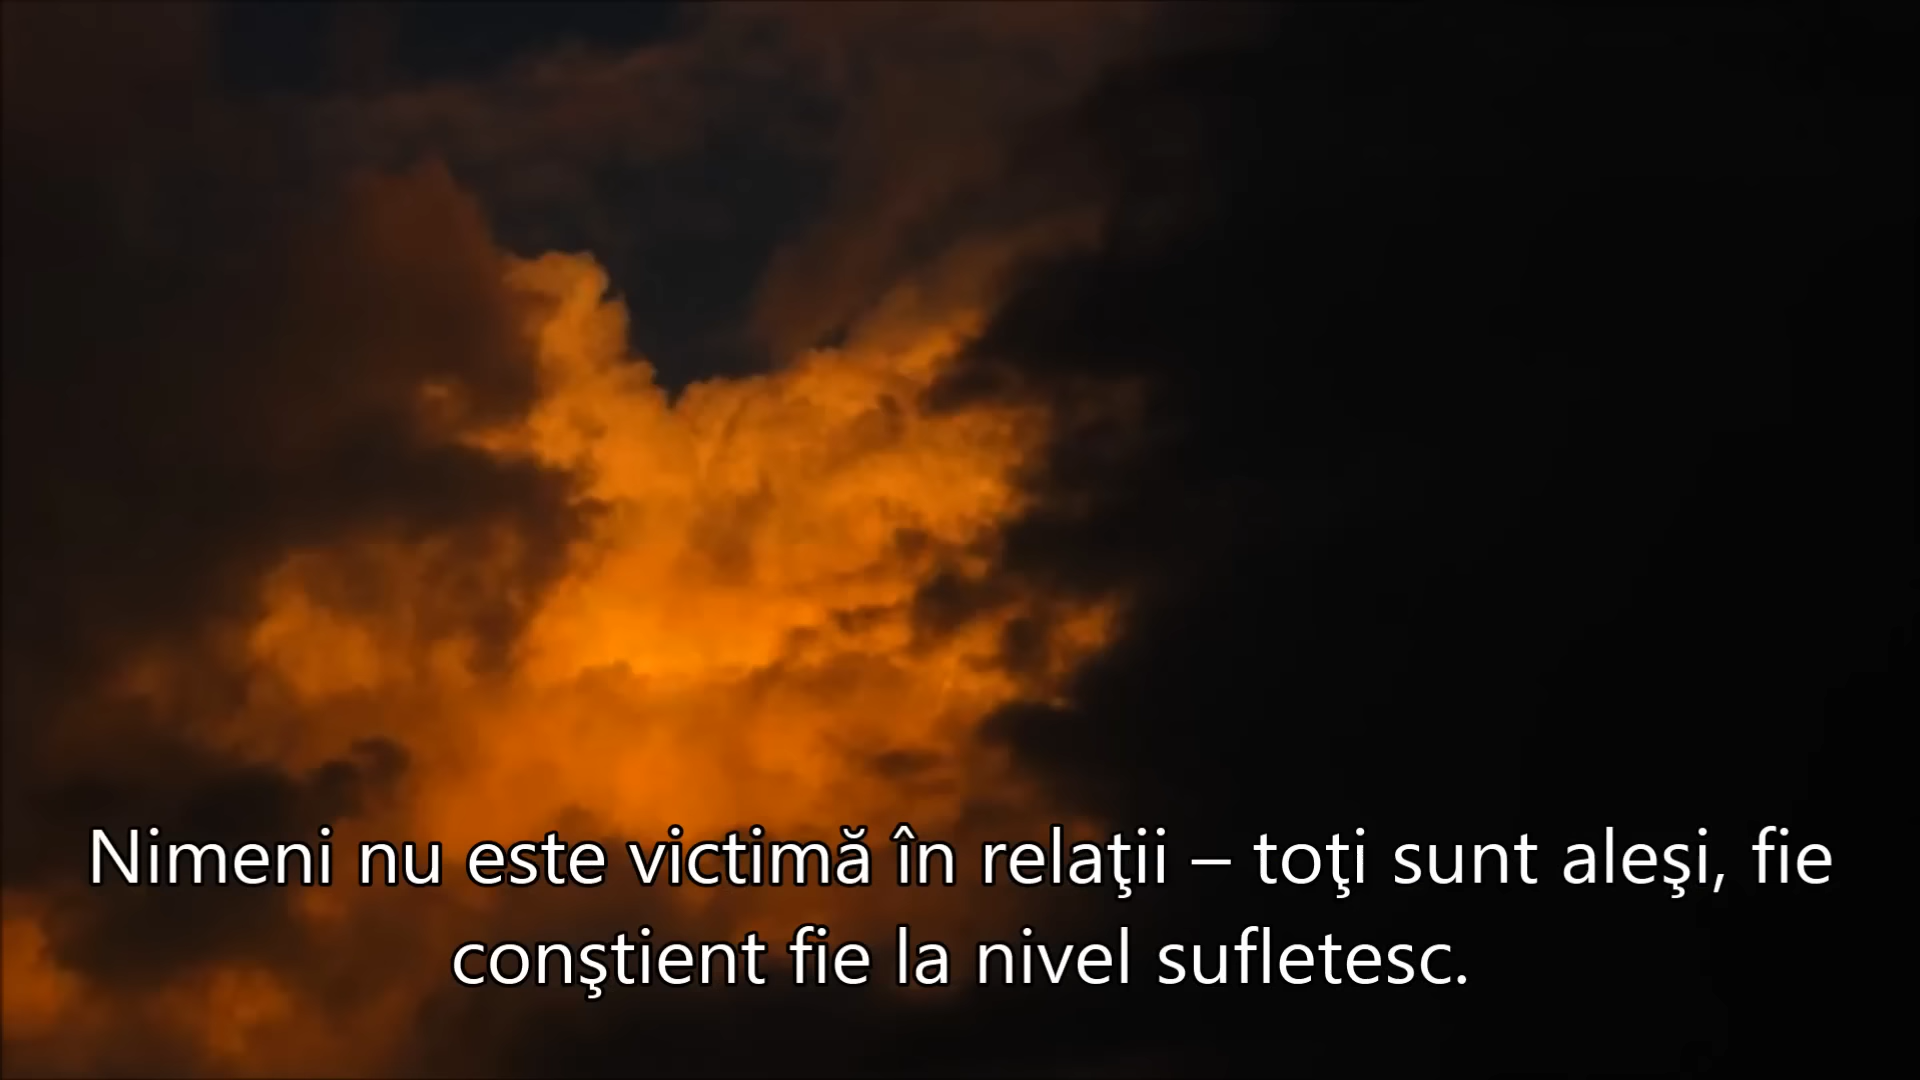 Nimeni nu este victimă în relaţii – toţi sunt aleşi, fie
conştient fie la nivel sufletesc.